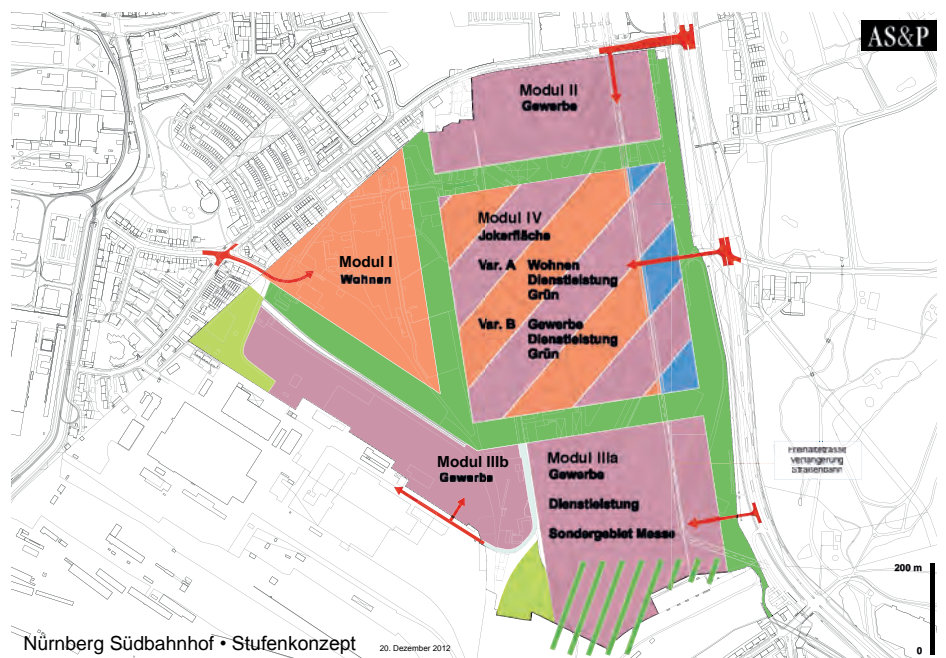 AS&P
Modul II
Gewerbe
Modul IV
Jokerfläche
Var. A Wohnen
Dienstleistung
Grün
Var. B Gewerbe
Dienstleistung
Grün
Modul I
Wohnen
Modul IIIb
Gewerbe
Modul IIIa
Gewerbe
Dienstleistung
Sondergebiet Messe
Freihaltetrasse
Verlängerung
Straßenbahn
200 m
0
Nürnberg Südbahnhof • Stufenkonzept
20. Dezember 2012